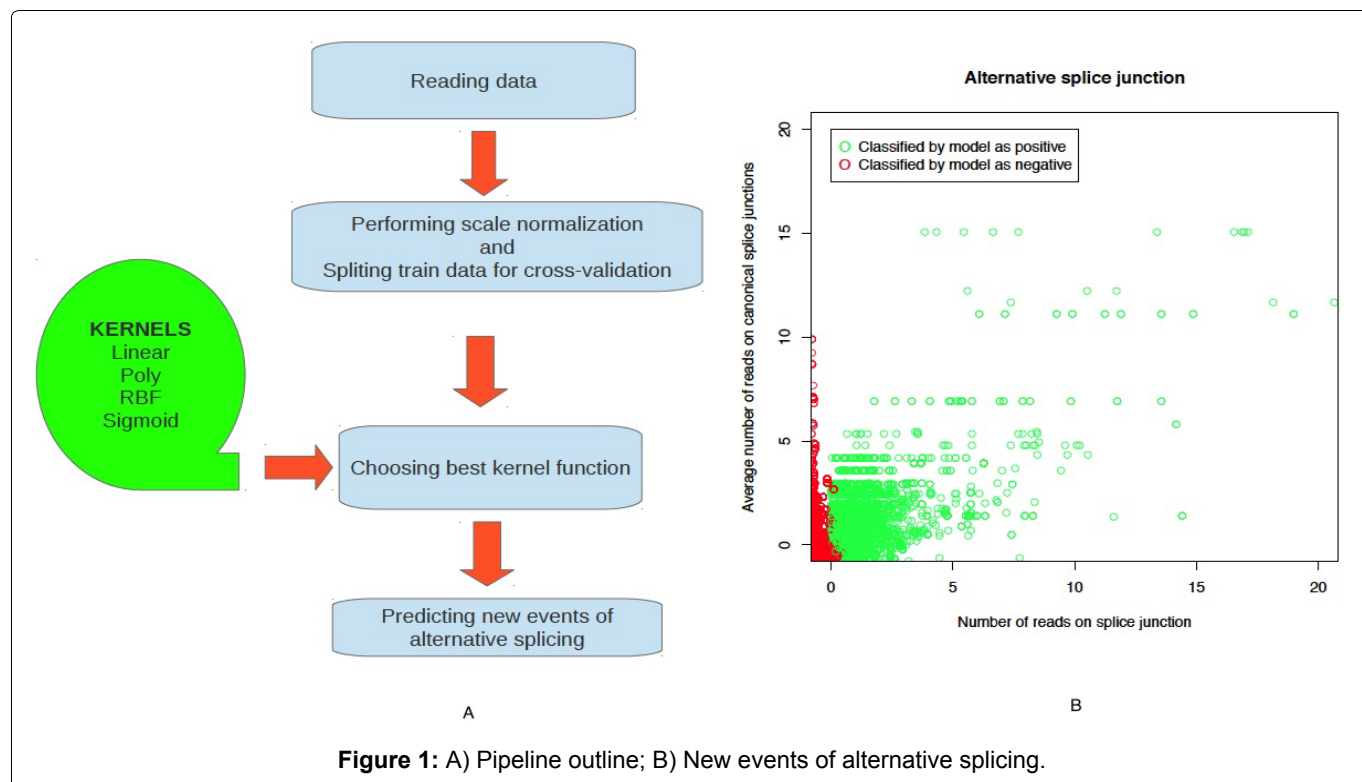 Reading data
Performing scale normalization
and
Spliting train data for cross-validation
KERNELS
Linear
Poly
RBF
Sigmoid
Choosing best kernel function
Predicting new events of
alternative splicing
A
Alternative splice junction
Classified by model as positive
Classified by model as negative
Average number of reads on canonical splice junctions
20
15
10
5
0
0 5 10 15 20
Number of reads on splice junction
B
Figure 1: A) Pipeline outline; B) New events of alternative splicing.